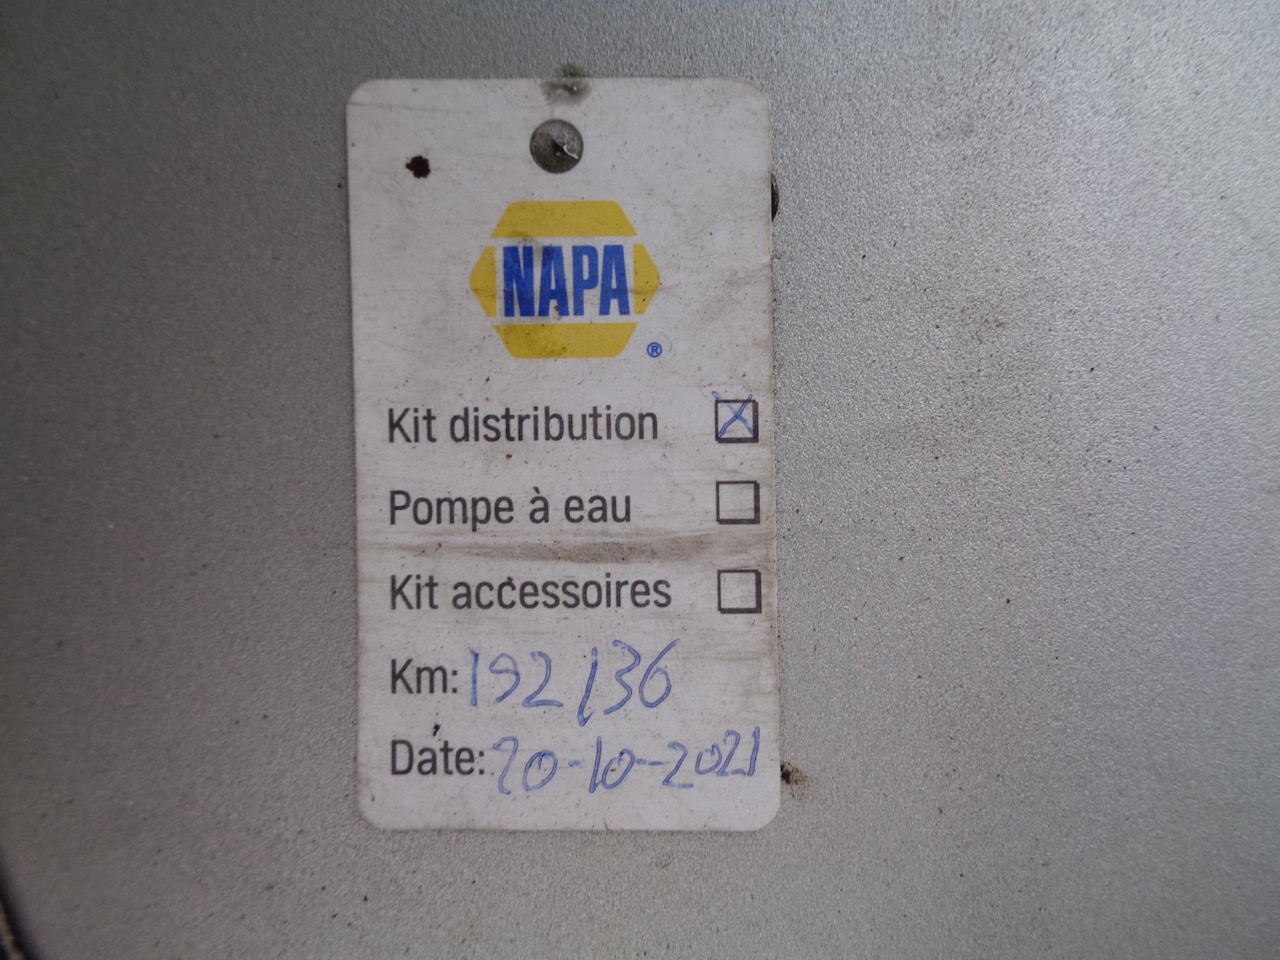 NAPA
®
Kit distribution
Pompe à eau
Kit accessoires
Km: 192136
Date: 20-10-2021